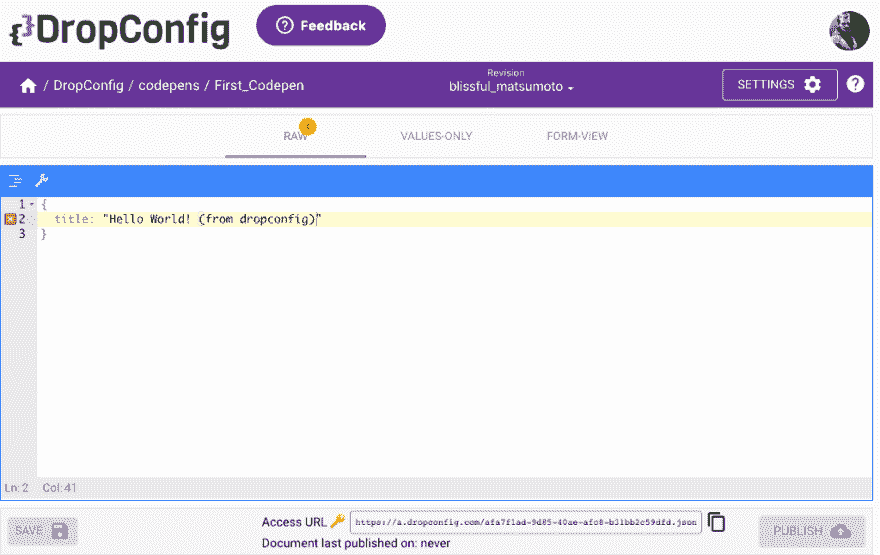 {}DropConfig
Feedback
/ DropConfig / codepens / First_Codepen
Revision
blissful_matsumoto
SETTINGS
RAW
VALUES-ONLY
FORM-VIEW
1 {
2 title: "Hello World! (from dropconfig)"
3 }
Ln: 2 Col: 41
SAVE
Access URL
https://a.dropconfig.com/afa7f1ad-9d85-40ae-afc8-b31bb2c59dfd.json
Document last published on: never
PUBLISH